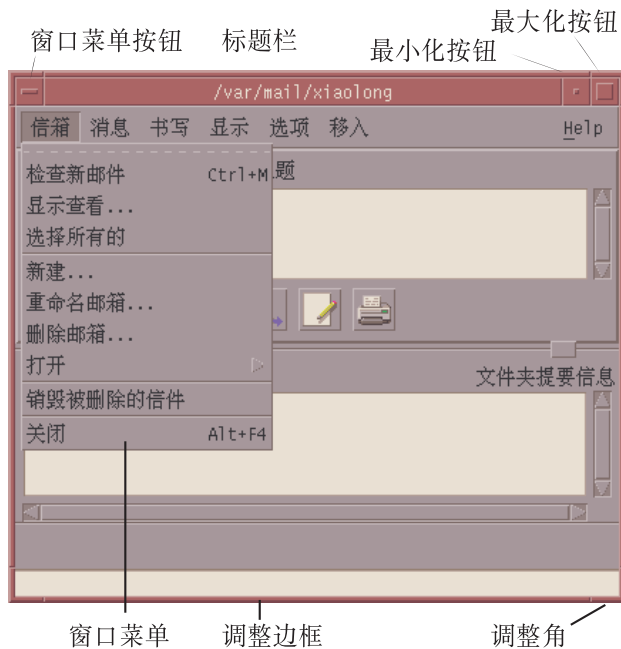 最大化按钮
窗口菜单按钮 标题栏 最小化按钮
/var/mail/xiaolong
信箱 消息 书写 显示 选项 移入 Help
检查新邮件 Ctrl+M 题
显示查看...
选择所有的
新建...
重命名邮箱...
删除邮箱...
打开
文件夹提要信息
销毁被删除的信件
关闭 Alt+F4
窗口菜单 调整边框 调整角